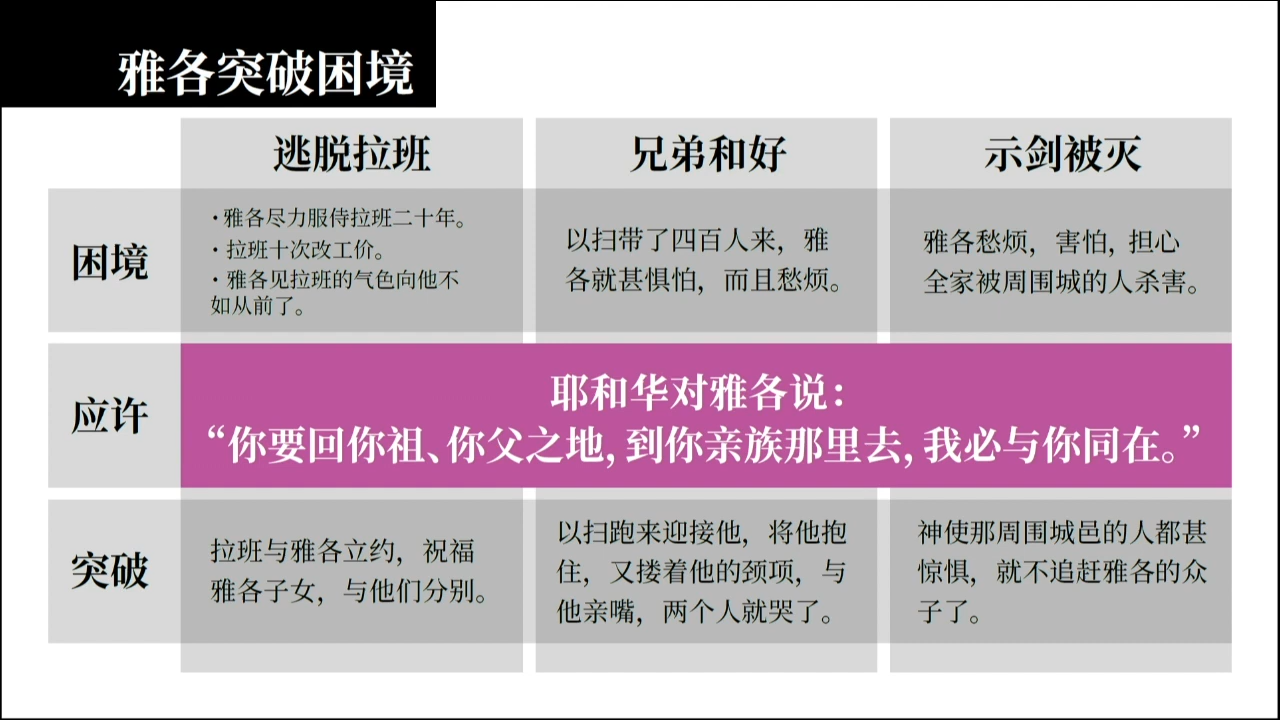 雅各突破困境
逃脱拉班
兄弟和好
示剑被灭
困境
·雅各尽力服侍拉班二十年。
· 拉班十次改工价。
· 雅各见拉班的气色向他不
如从前了。
以扫带了四百人来，雅
各就甚惧怕，而且愁烦。
雅各愁烦，害怕, 担心
全家被周围城的人杀害。
应许
耶和华对雅各说：
“你要回你祖、你父之地, 到你亲族那里去, 我必与你同在。”
突破
拉班与雅各立约，祝福
雅各子女，与他们分别。
以扫跑来迎接他，将他抱
住，又搂着他的颈项，与
他亲嘴，两个人就哭了。
神使那周围城邑的人都甚
惊惧，就不追赶雅各的众
子了。